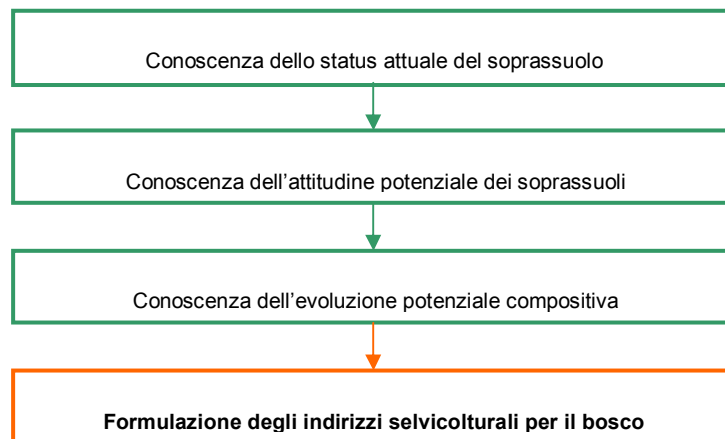 Conoscenza dello status attuale del soprassuolo
Conoscenza dell’attitudine potenziale dei soprassuoli
Conoscenza dell’evoluzione potenziale compositiva
Formulazione degli indirizzi selvicolturali per il bosco